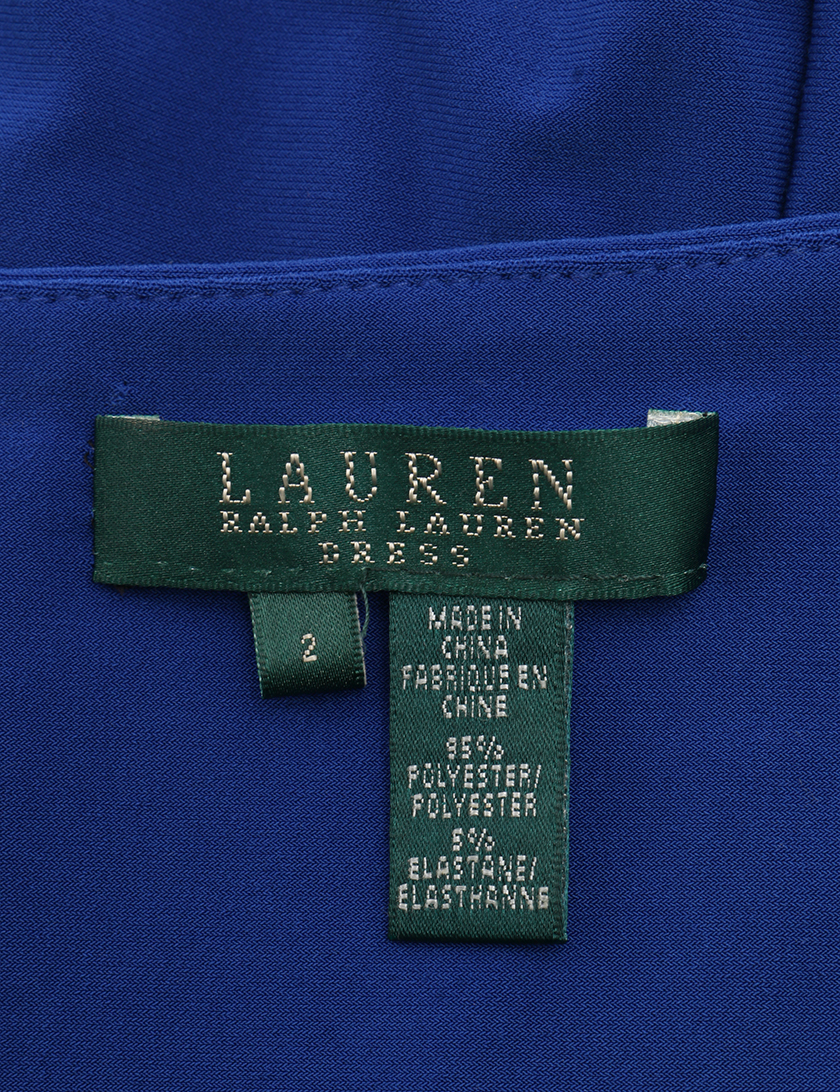 LAUREN
RALPH LAUREN
DRESS
2
MADE IN
CHINA
FABRIQUE EN
CHINE
95%
POLYESTER/
POLYESTER
5%
ELASTANE/
ELASTHANNE